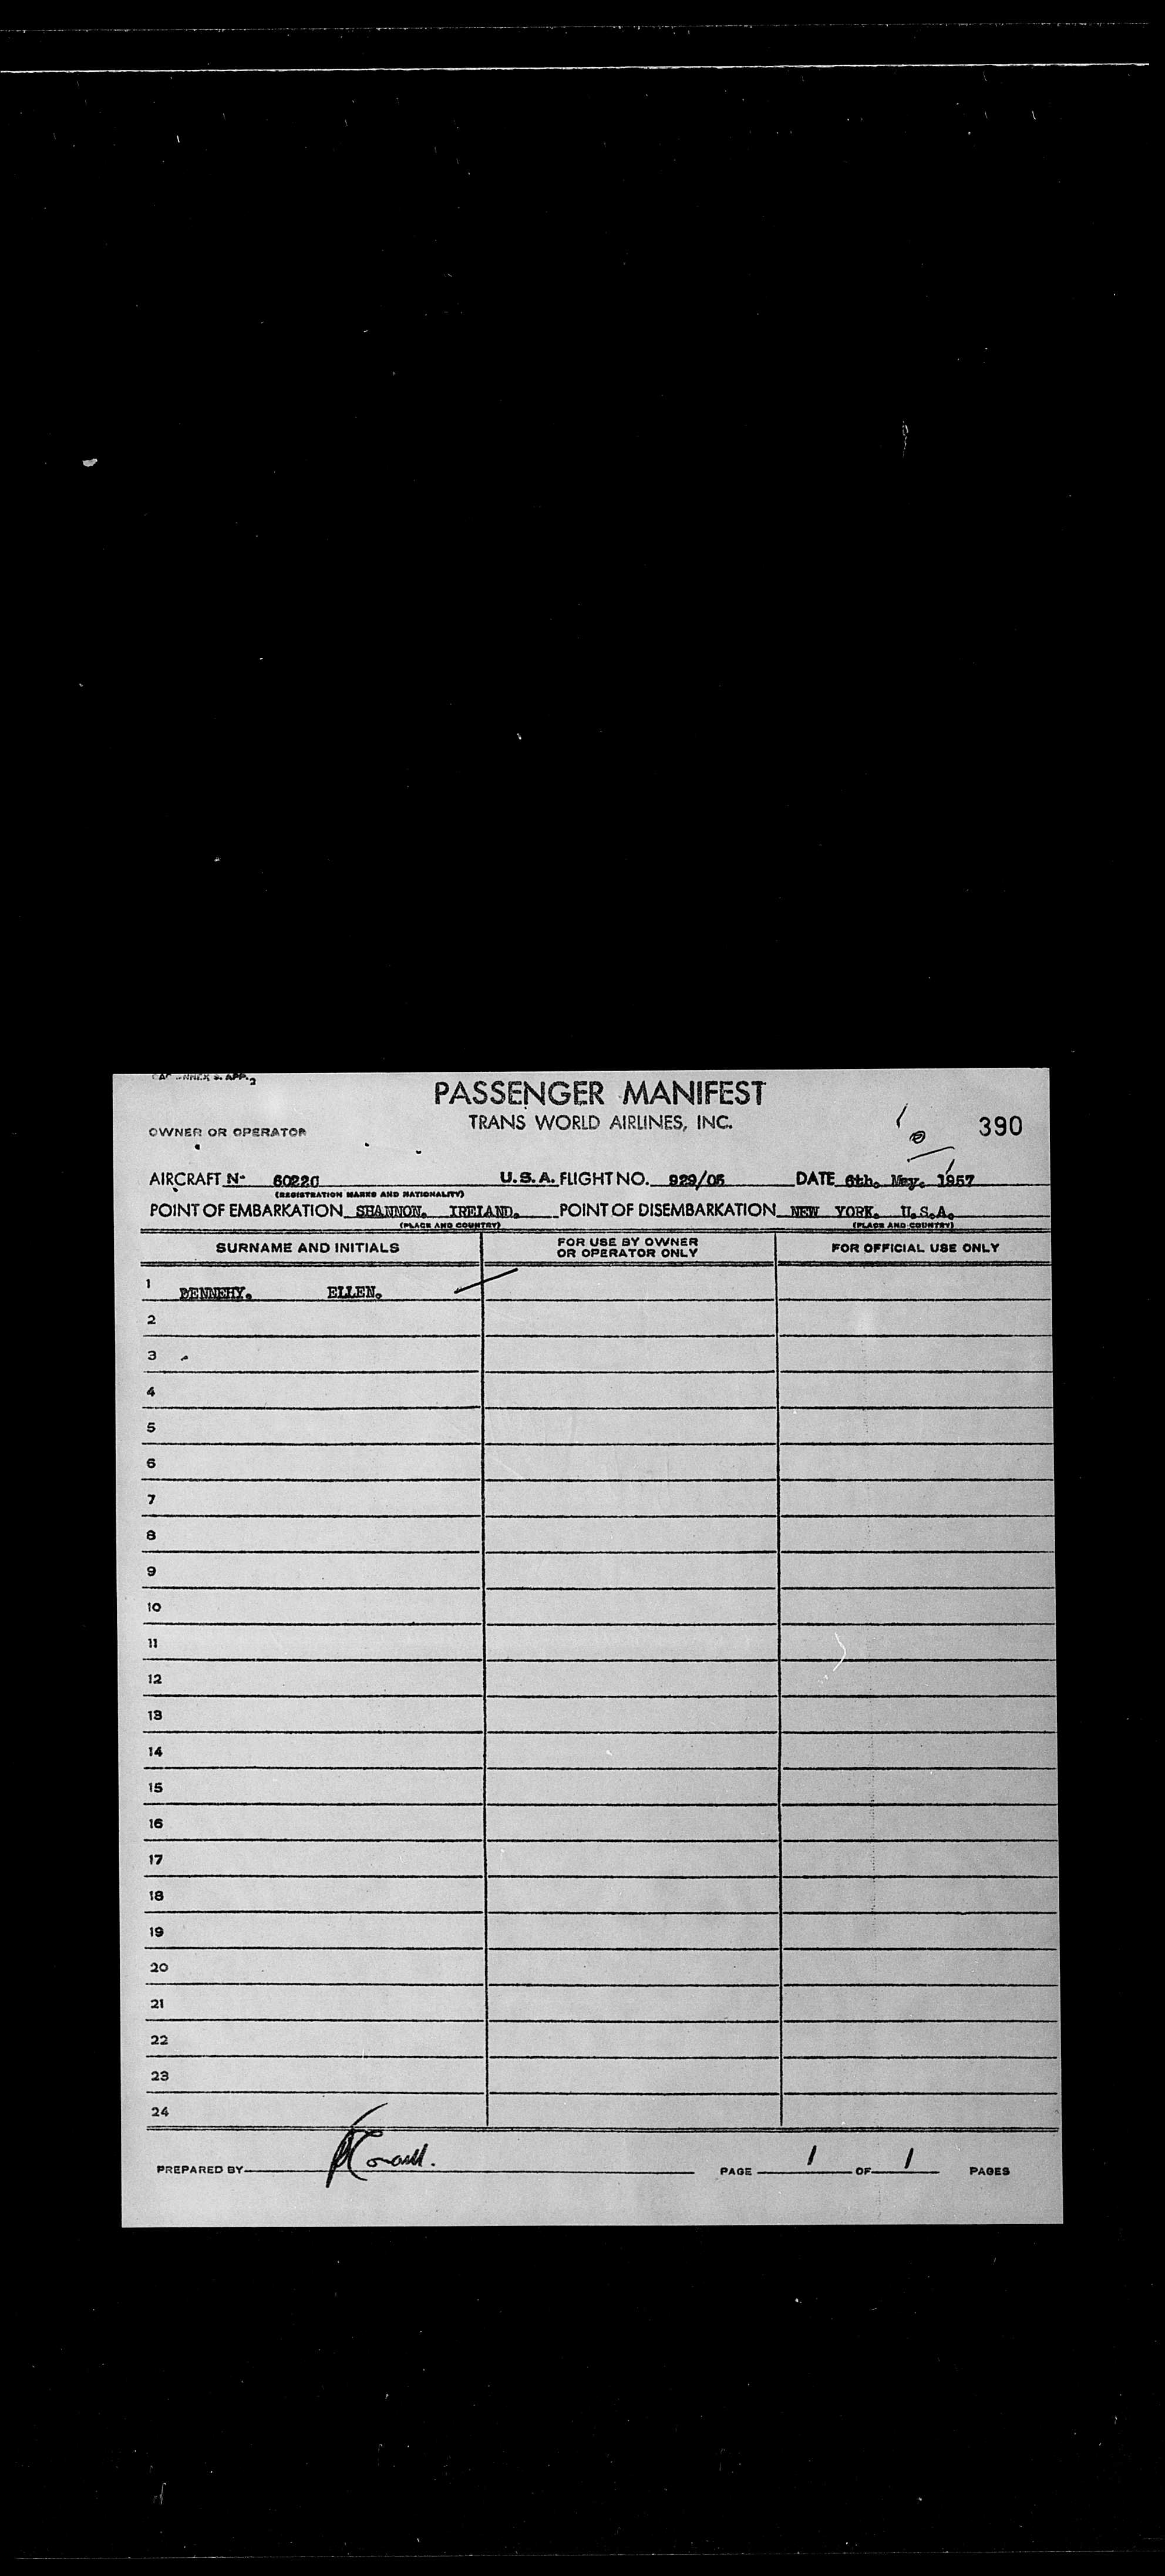 PASSENGER MANIFEST
TRANS WORLD AIRLINES, INC.
OWNER OR OPERATOR
390
AIRCRAFT N- 6022C U.S.A. FLIGHT NO. 929/05 DATE 6th. May. 1957
(REGISTRATION MARKS AND NATIONALITY)
POINT OF EMBARKATION SHANNON. IRELAND. POINT OF DISEMBARKATION NEW YORK. U.S.A.
(PLACE AND COUNTRY) (PLACE AND COUNTRY)
SURNAME AND INITIALS FOR USE BY OWNER OR OPERATOR ONLY FOR OFFICIAL USE ONLY
1 DENNEHY. ELLEN.
2
3
4
5
6
7
8
9
10
11
12
13
14
15
16
17
18
19
20
21
22
23
24
PREPARED BY PAGE 1 OF 1 PAGES